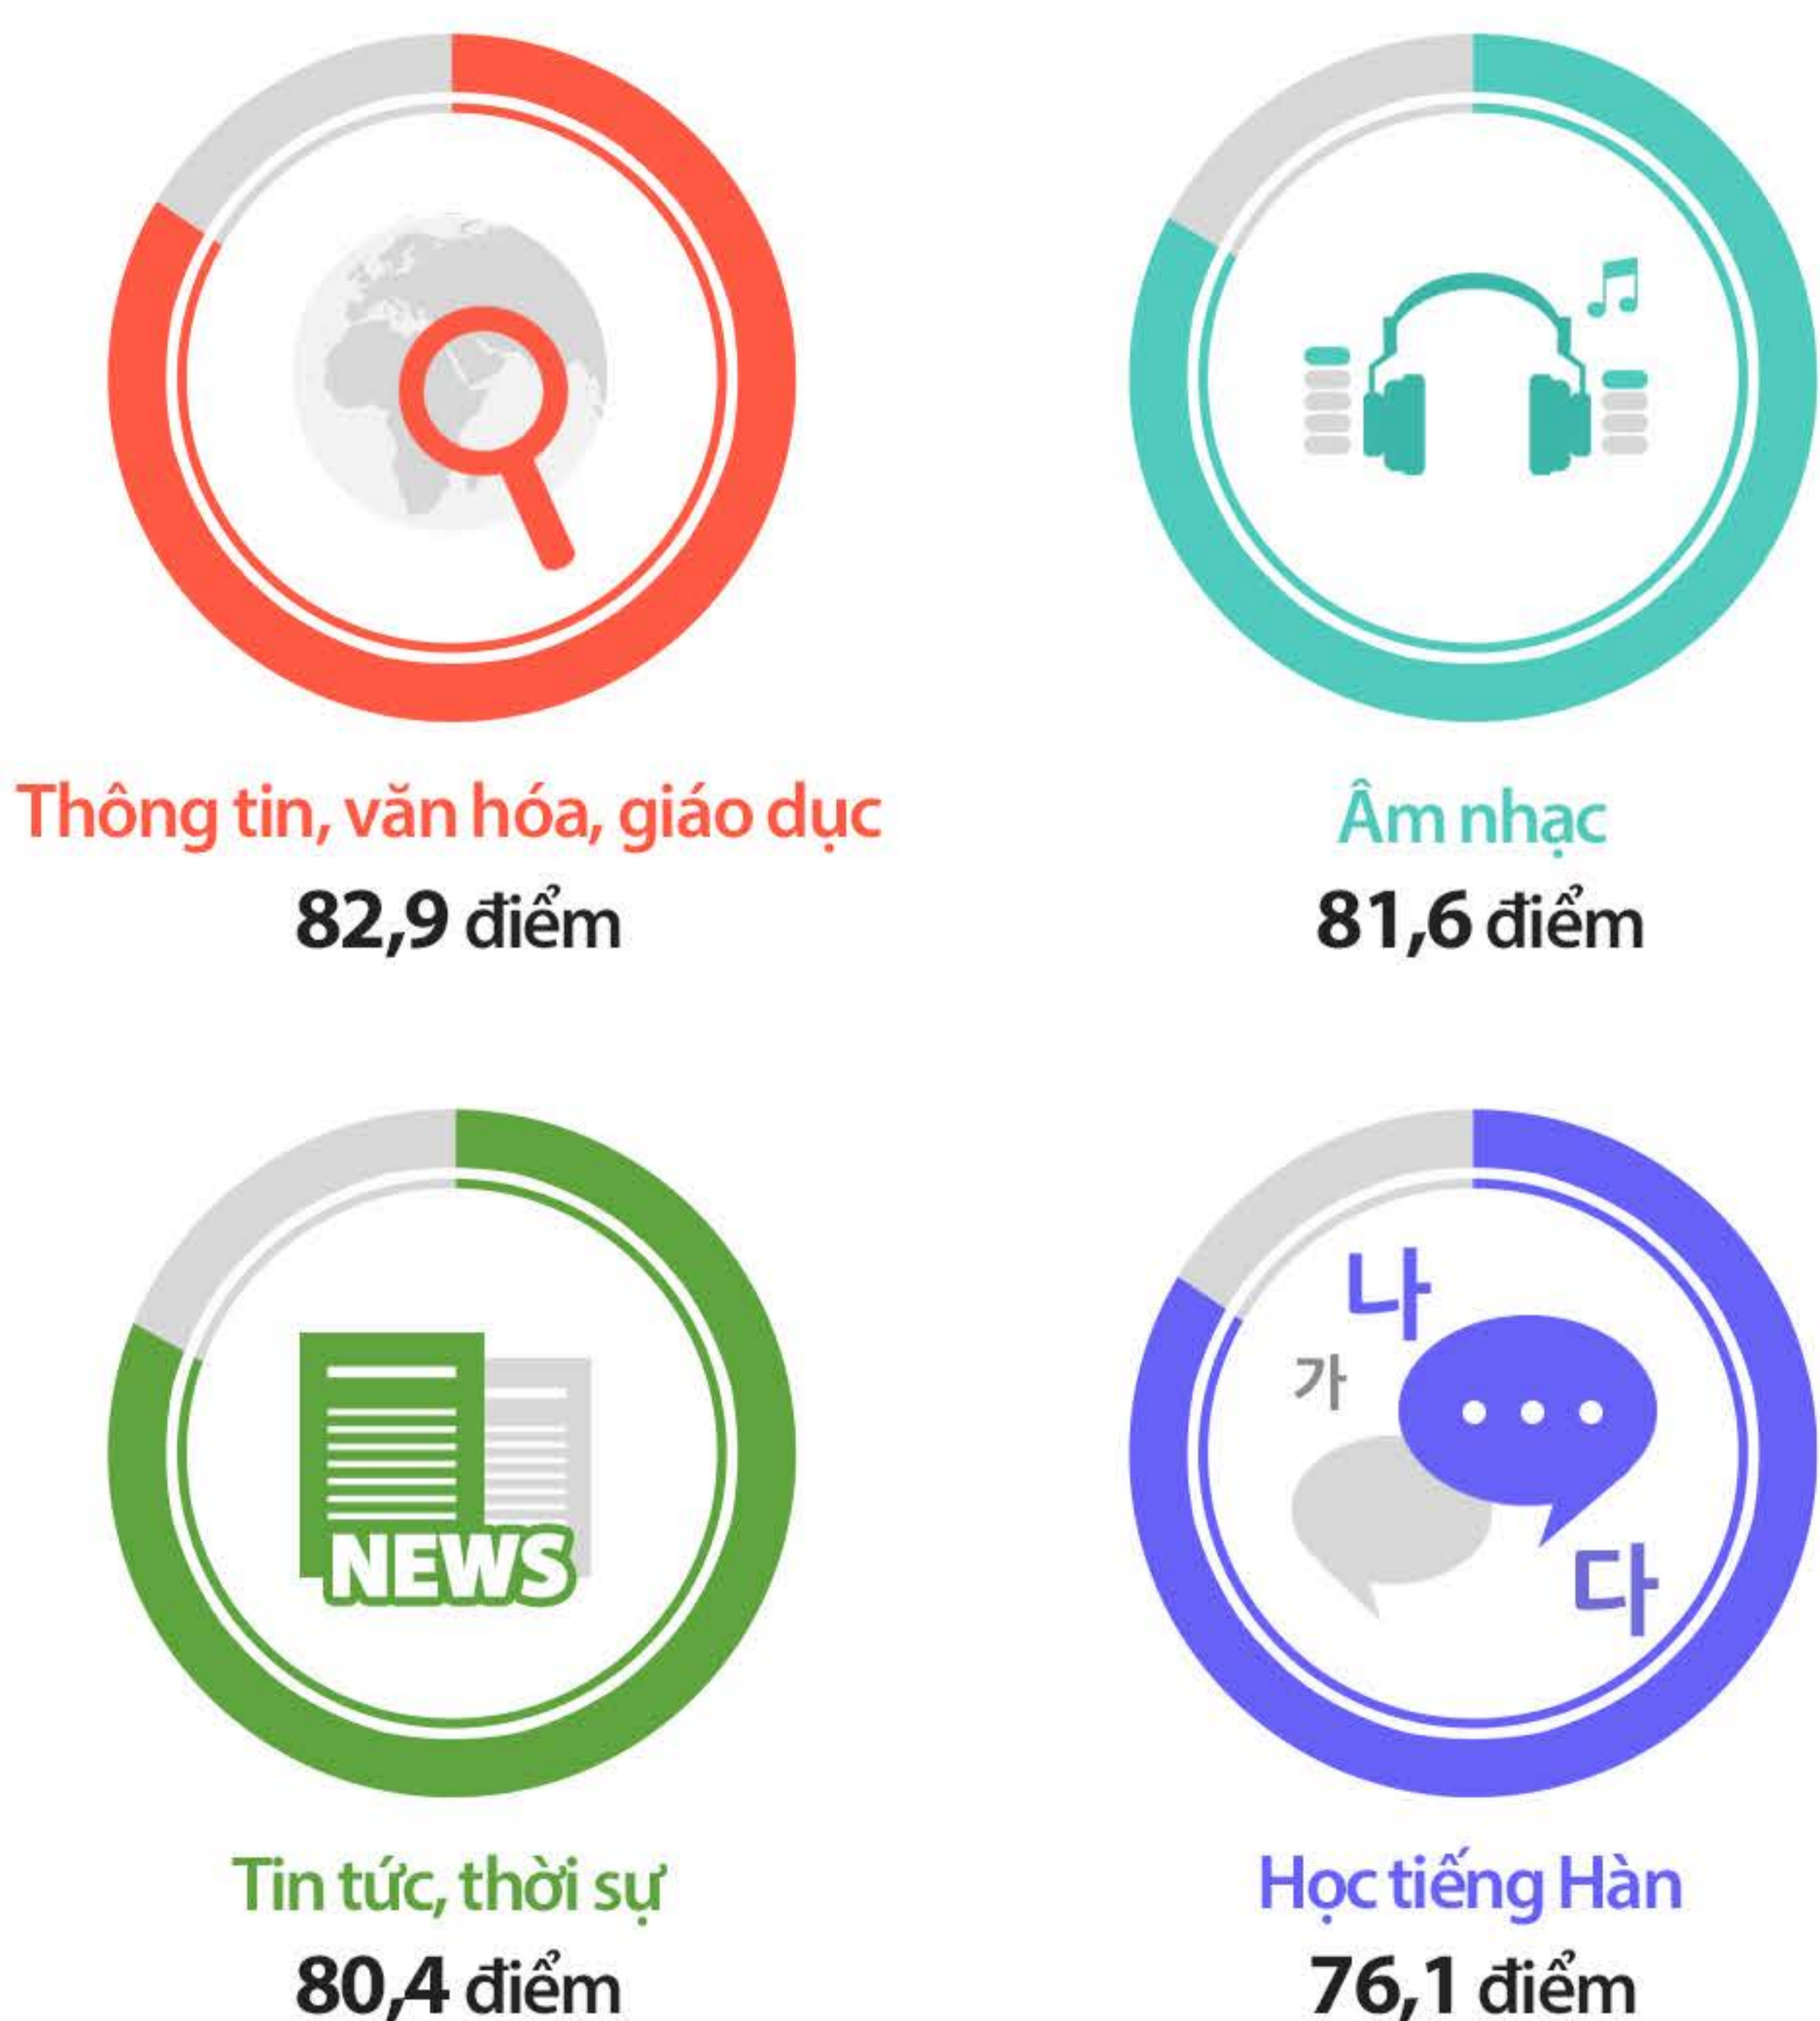 Thông tin, văn hóa, giáo dục
82,9 điểm
Âm nhạc
81,6 điểm
NEWS
Tin tức, thời sự
80,4 điểm
나
가
다
Học tiếng Hàn
76,1 điểm